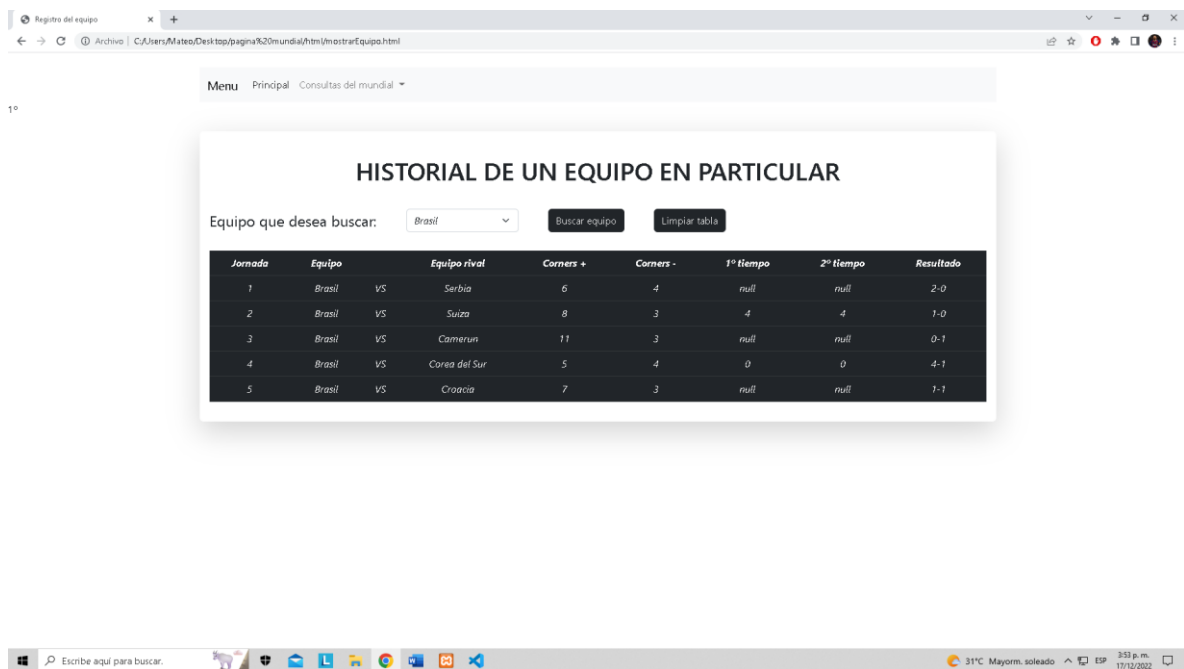 Registro del equipo
Archivo C:/Users/Mateo/Desktop/pagina%20mundial/html/mostrarEquipo.html
Menu Principal Consultas del mundial
1º
HISTORIAL DE UN EQUIPO EN PARTICULAR
Equipo que desea buscar: Brasil Buscar equipo Limpiar tabla
Jornada Equipo Equipo rival Corners + Corners - 1º tiempo 2º tiempo Resultado
1 Brasil VS Serbia 6 4 null null 2-0
2 Brasil VS Suiza 8 3 4 4 1-0
3 Brasil VS Camerun 11 3 null null 0-1
4 Brasil VS Corea del Sur 5 4 0 0 4-1
5 Brasil VS Croacia 7 3 null null 1-1
Escribe aquí para buscar. 31°C Mayorm. soleado ESP 3:53 p. m.
17/12/2022